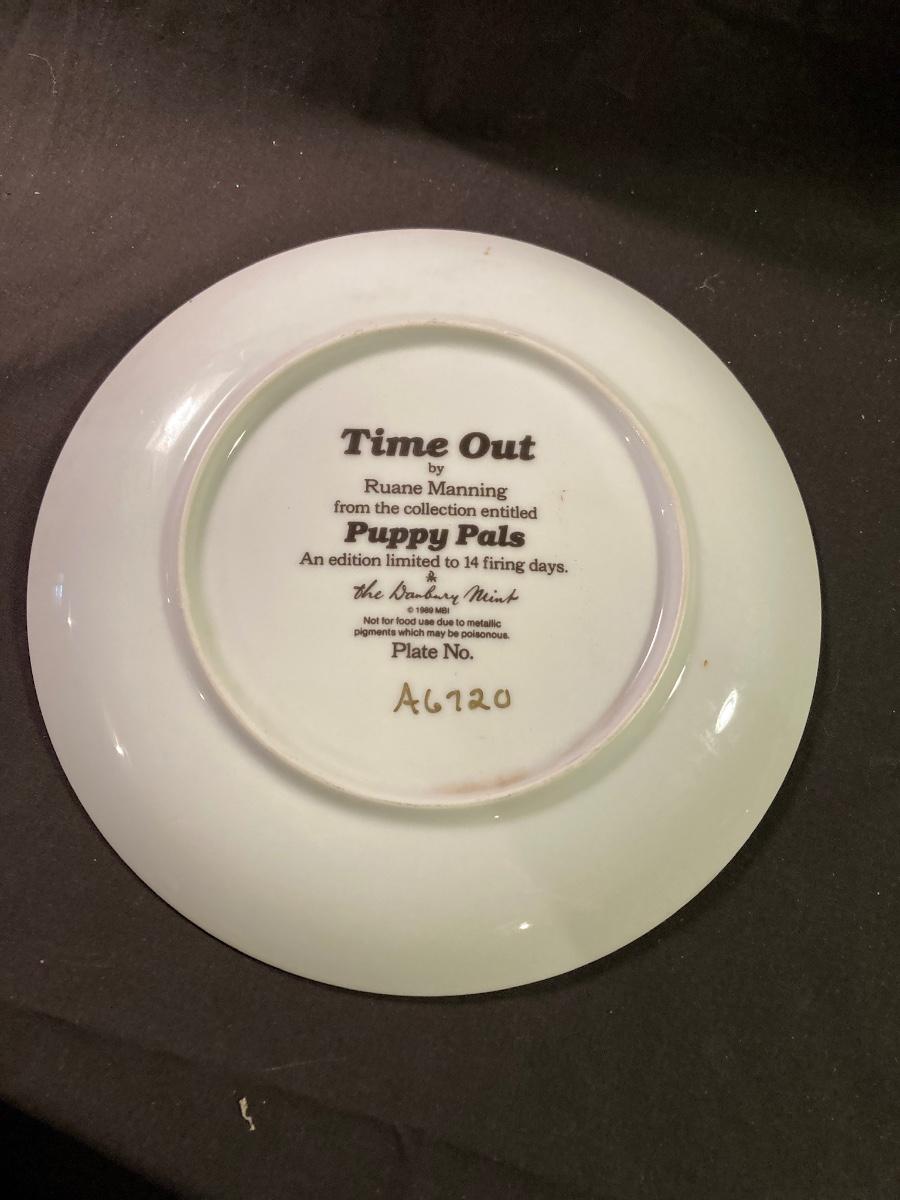 Time Out
by
Ruane Manning
from the collection entitled
Puppy Pals
An edition limited to 14 firing days.
the Danbury Mint
© 1989 MBI
Not for food use due to metallic
pigments which may be poisonous.
Plate No.
A6720